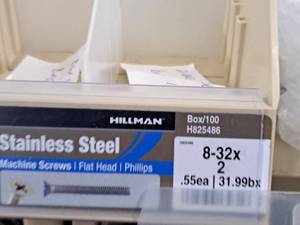 HILLMAN
Box/100
H825486
Stainless Steel
Machine Screws | Flat Head | Phillips
8-32x
2
.55ea | 31.99bx